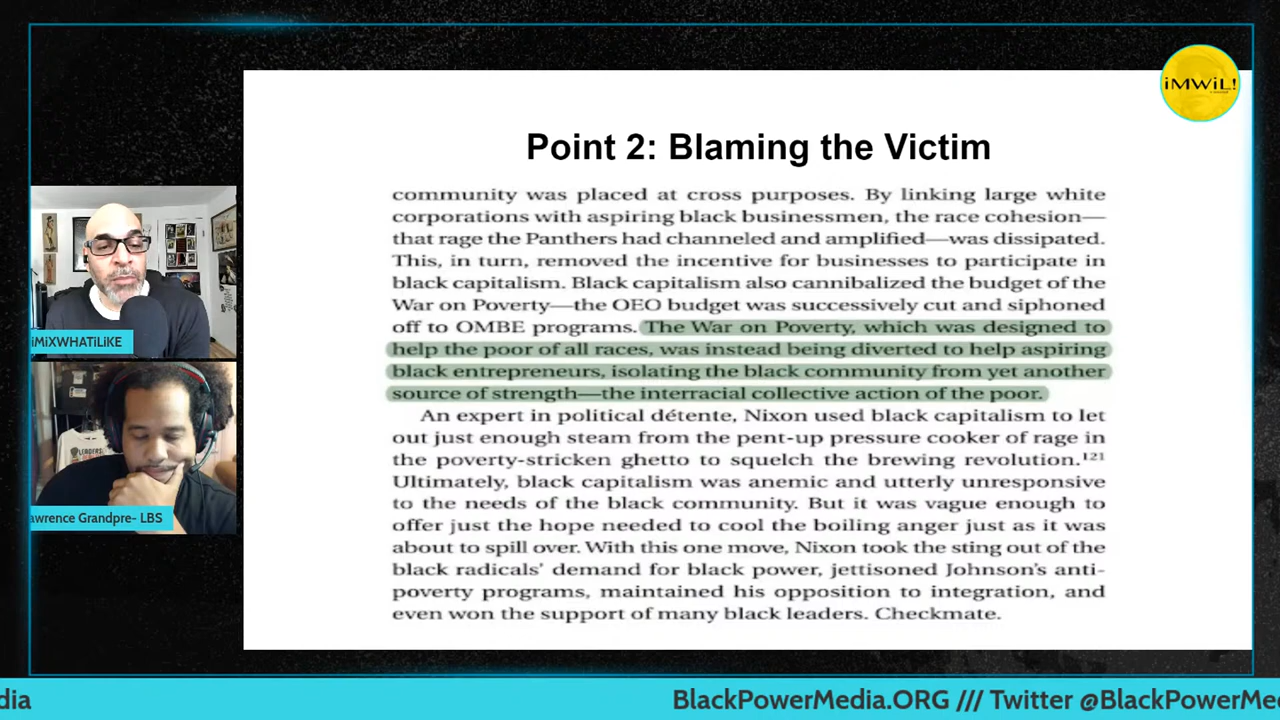 iMWiL!
Point 2: Blaming the Victim
community was placed at cross purposes. By linking large white
corporations with aspiring black businessmen, the race cohesion—
that rage the Panthers had channeled and amplified—was dissipated.
This, in turn, removed the incentive for businesses to participate in
black capitalism. Black capitalism also cannibalized the budget of the
War on Poverty—the OEO budget was successively cut and siphoned
off to OMBE programs. The War on Poverty, which was designed to
help the poor of all races, was instead being diverted to help aspiring
black entrepreneurs, isolating the black community from yet another
source of strength—the interracial collective action of the poor.
An expert in political détente, Nixon used black capitalism to let
out just enough steam from the pent-up pressure cooker of rage in
the poverty-stricken ghetto to squelch the brewing revolution.¹²¹
Ultimately, black capitalism was anemic and utterly unresponsive
to the needs of the black community. But it was vague enough to
offer just the hope needed to cool the boiling anger just as it was
about to spill over. With this one move, Nixon took the sting out of the
black radicals' demand for black power, jettisoned Johnson's anti-
poverty programs, maintained his opposition to integration, and
even won the support of many black leaders. Checkmate.
iMiXWHATiLiKE
LEADERS
awrence Grandpre- LBS
dia
BlackPowerMedia.ORG /// Twitter @BlackPowerMe